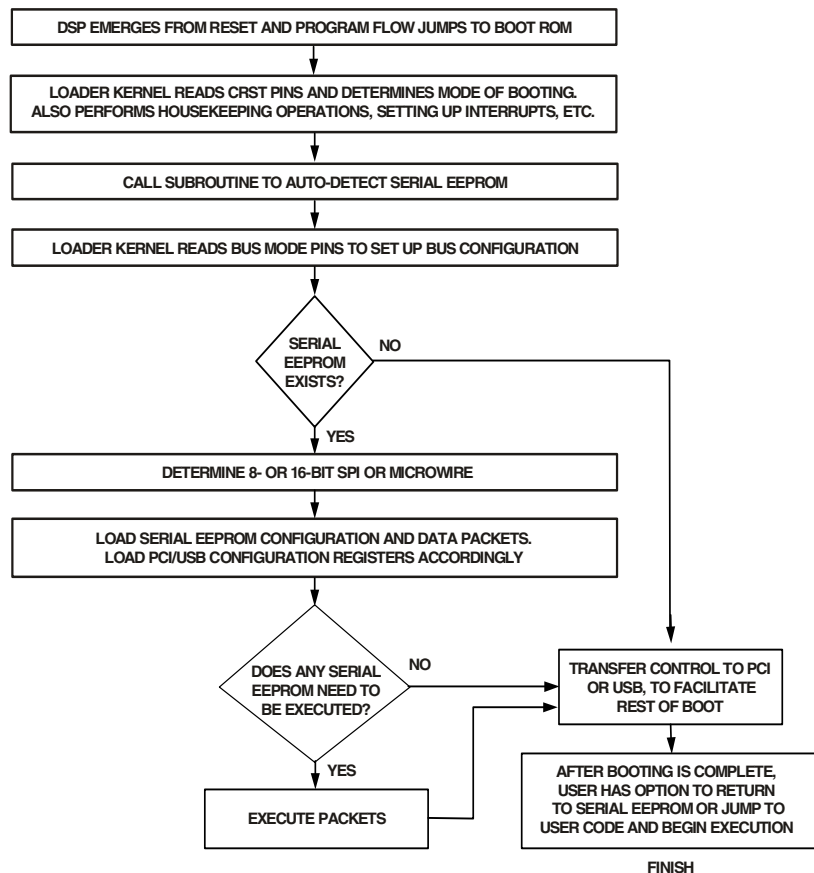 DSP EMERGES FROM RESET AND PROGRAM FLOW JUMPS TO BOOT ROM
LOADER KERNEL READS CRST PINS AND DETERMINES MODE OF BOOTING.
ALSO PERFORMS HOUSEKEEPING OPERATIONS, SETTING UP INTERRUPTS, ETC.
CALL SUBROUTINE TO AUTO-DETECT SERIAL EEPROM
LOADER KERNEL READS BUS MODE PINS TO SET UP BUS CONFIGURATION
SERIAL
EEPROM
EXISTS?
NO
YES
DETERMINE 8- OR 16-BIT SPI OR MICROWIRE
LOAD SERIAL EEPROM CONFIGURATION AND DATA PACKETS.
LOAD PCI/USB CONFIGURATION REGISTERS ACCORDINGLY
DOES ANY SERIAL
EEPROM NEED TO
BE EXECUTED?
NO
YES
EXECUTE PACKETS
TRANSFER CONTROL TO PCI
OR USB, TO FACILITATE
REST OF BOOT
AFTER BOOTING IS COMPLETE,
USER HAS OPTION TO RETURN
TO SERIAL EEPROM OR JUMP TO
USER CODE AND BEGIN EXECUTION
FINISH